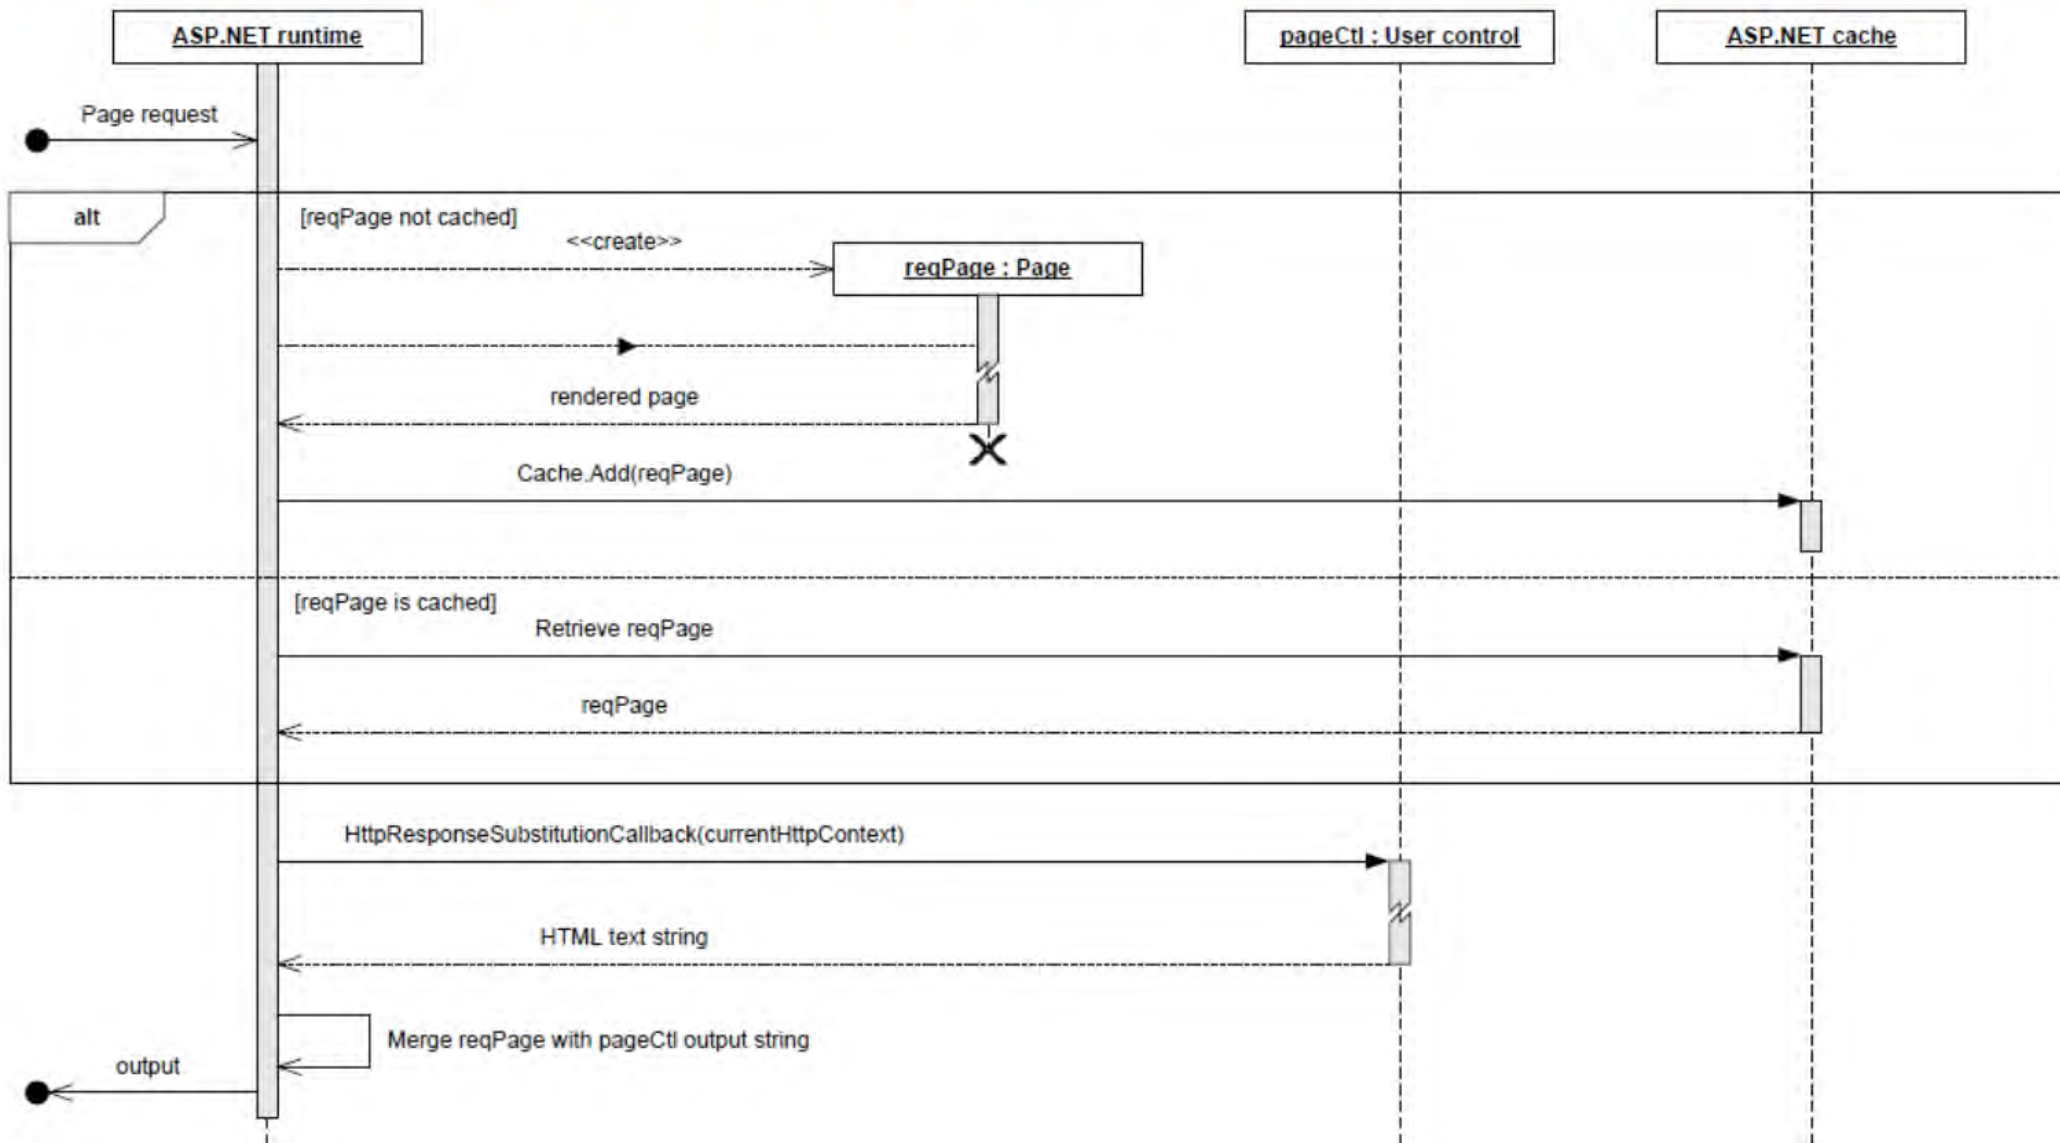 ASP.NET runtime
pageCtl : User control
ASP.NET cache
Page request
alt
[reqPage not cached]
<<create>>
reqPage : Page
rendered page
Cache.Add(reqPage)
[reqPage is cached]
Retrieve reqPage
reqPage
HttpResponseSubstitutionCallback(currentHttpContext)
HTML text string
Merge reqPage with pageCtl output string
output